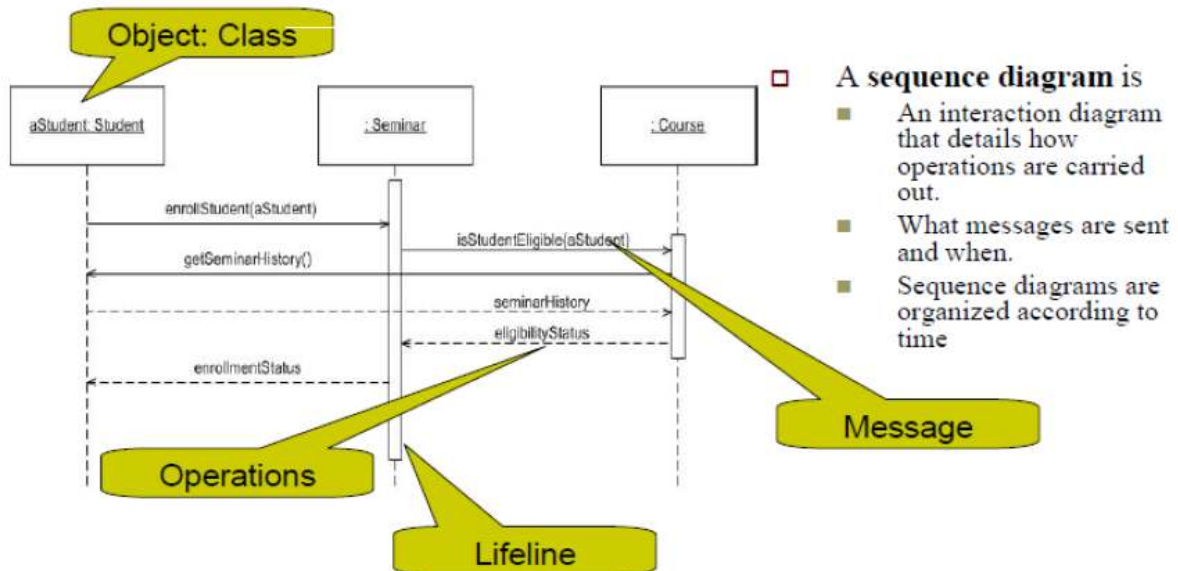 Object: Class
aStudent: Student
: Seminar
: Course
enrollStudent(aStudent)
isStudentEligible(aStudent)
getSeminarHistory()
seminarHistory
eligibilityStatus
enrollmentStatus
Operations
Lifeline
Message
A sequence diagram is
An interaction diagram
that details how
operations are carried
out.
What messages are sent
and when.
Sequence diagrams are
organized according to
time